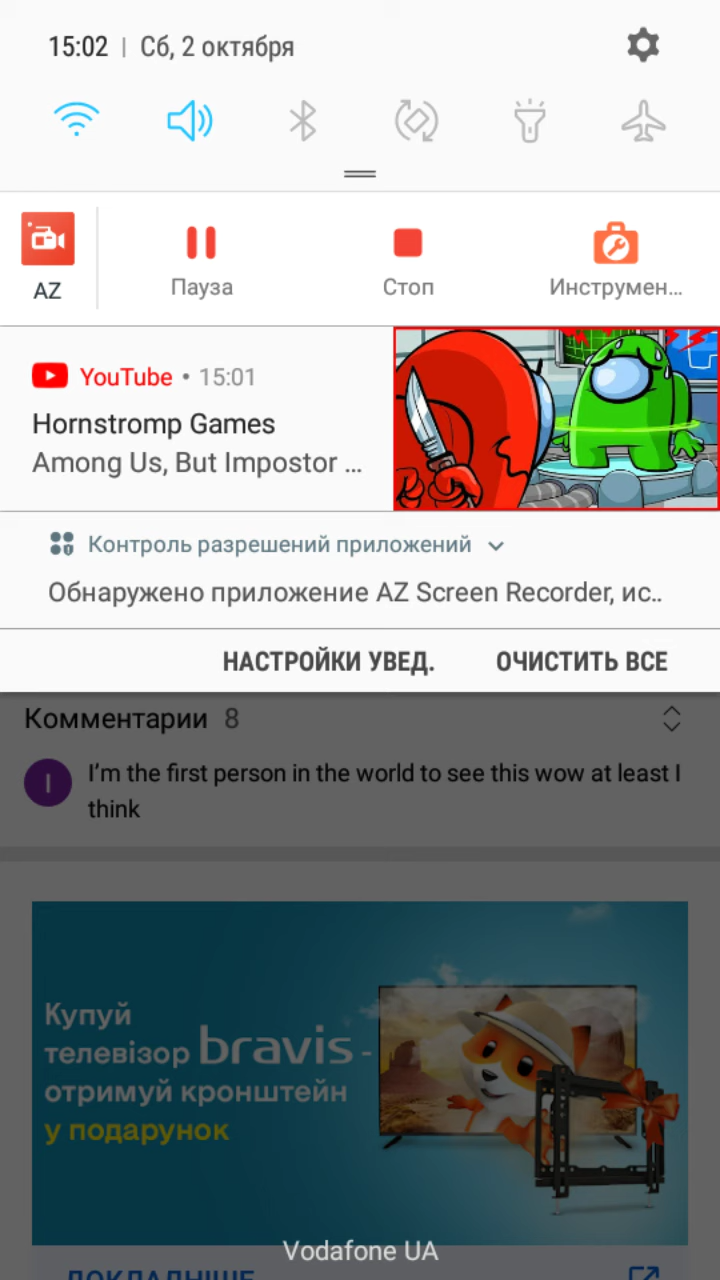 15:02 | Сб, 2 октября
AZ
Пауза
Стоп
Инструмен...
YouTube • 15:01
Hornstromp Games
Among Us, But Impostor ...
Контроль разрешений приложений
Обнаружено приложение AZ Screen Recorder, ис..
НАСТРОЙКИ УВЕД.
ОЧИСТИТЬ ВСЕ
Комментарии 8
I
I’m the first person in the world to see this wow at least I
think
Купуй
телевізор bravis -
отримуй кронштейн
у подарунок
Vodafone UA
ДОКЛАДНІШЕ